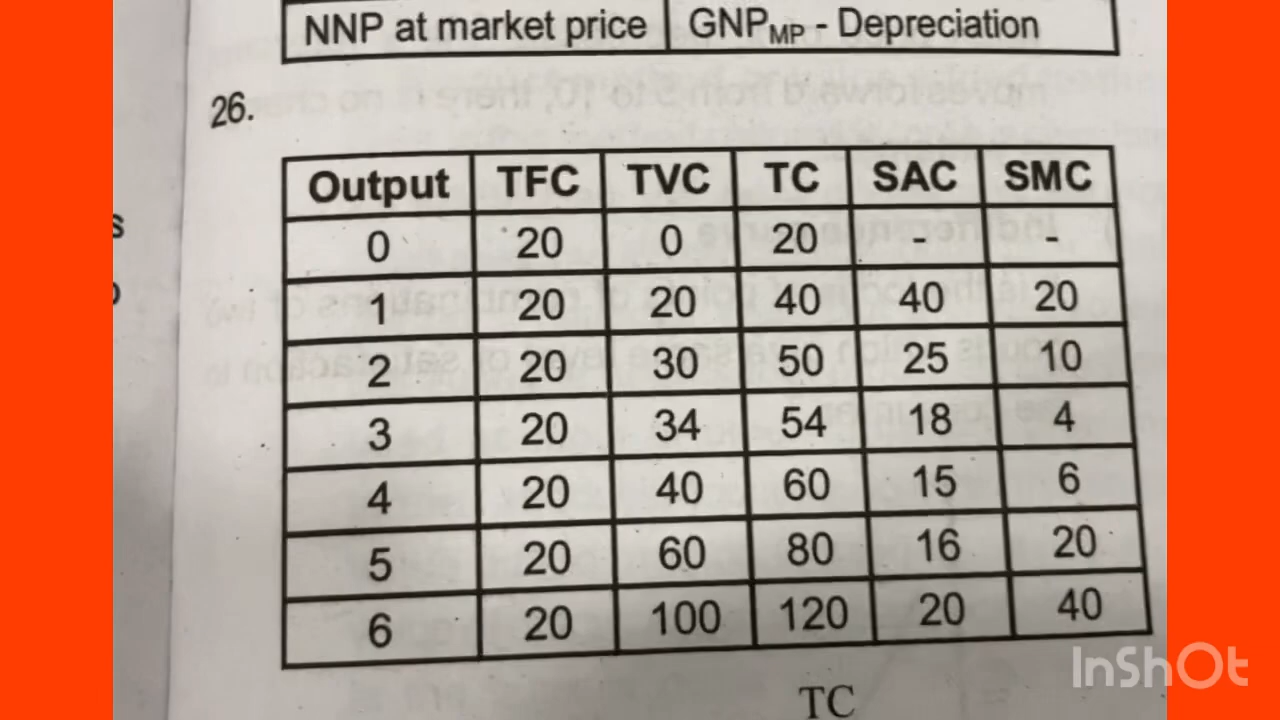 NNP at market price GNPMP - Depreciation
26.
Output TFC TVC TC SAC SMC
0 20 0 20 - -
1 20 20 40 40 20
2 20 30 50 25 10
3 20 34 54 18 4
4 20 40 60 15 6
5 20 60 80 16 20
6 20 100 120 20 40
TC
InShOt